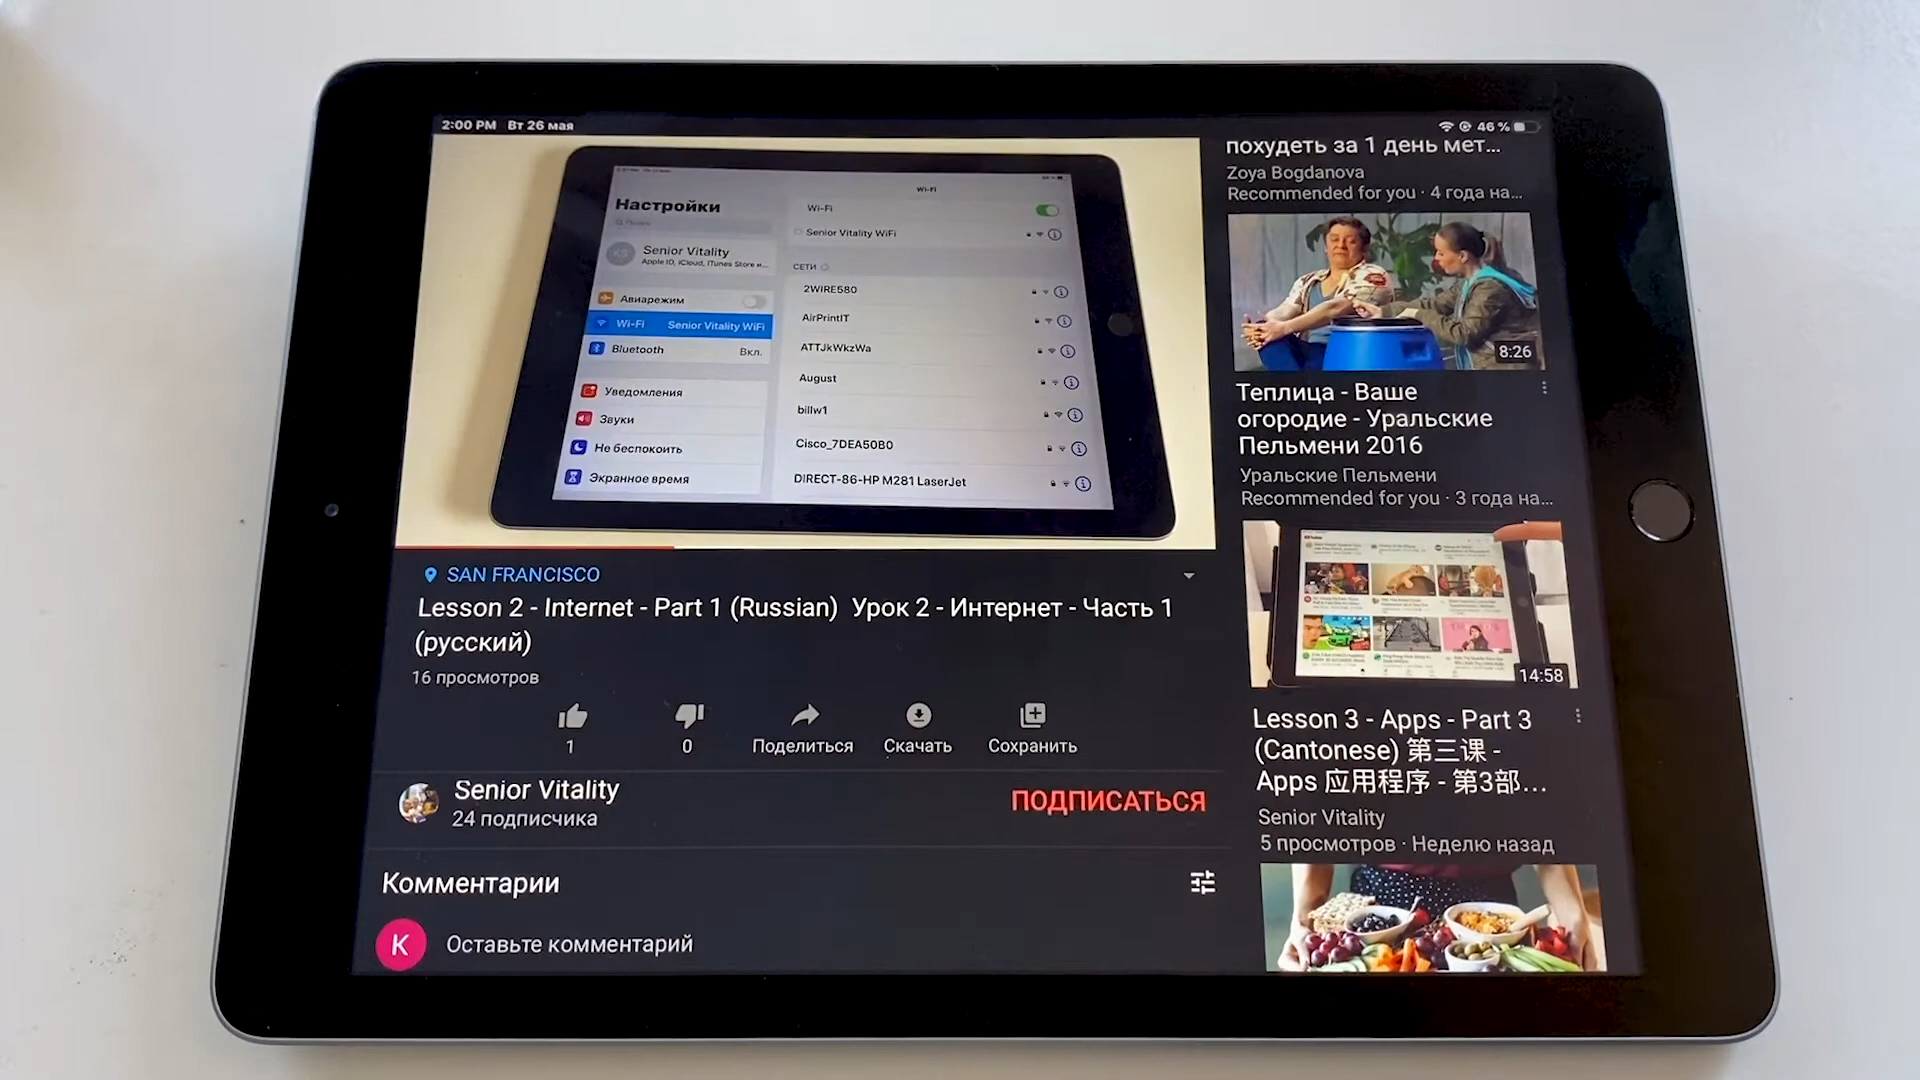 2:00 PM Вт 26 мая
46 %
Wi-Fi
Настройки
Senior Vitality
Apple ID, iCloud, iTunes Store и...
Авиарежим
Wi-Fi Senior Vitality WiFi
Bluetooth Вкл.
Уведомления
Звуки
Не беспокоить
Экранное время
Wi-Fi
Senior Vitality WiFi
СЕТИ
2WIRE580
AirPrintIT
ATTJkWkzWa
August
billw1
Cisco_7DEA50B0
DIRECT-86-HP M281 LaserJet
SAN FRANCISCO
Lesson 2 - Internet - Part 1 (Russian) Урок 2 - Интернет - Часть 1
(русский)
16 просмотров
1
0
Поделиться
Скачать
Сохранить
Senior Vitality
24 подписчика
ПОДПИСАТЬСЯ
Комментарии
K
Оставьте комментарий
похудеть за 1 день мет...
Zoya Bogdanova
Recommended for you · 4 года на...
8:26
Теплица - Ваше
огородие - Уральские
Пельмени 2016
Уральские Пельмени
Recommended for you · 3 года на...
14:58
Lesson 3 - Apps - Part 3
(Cantonese) 第三课 -
Apps 应用程序 - 第3部...
Senior Vitality
5 просмотров · Неделю назад